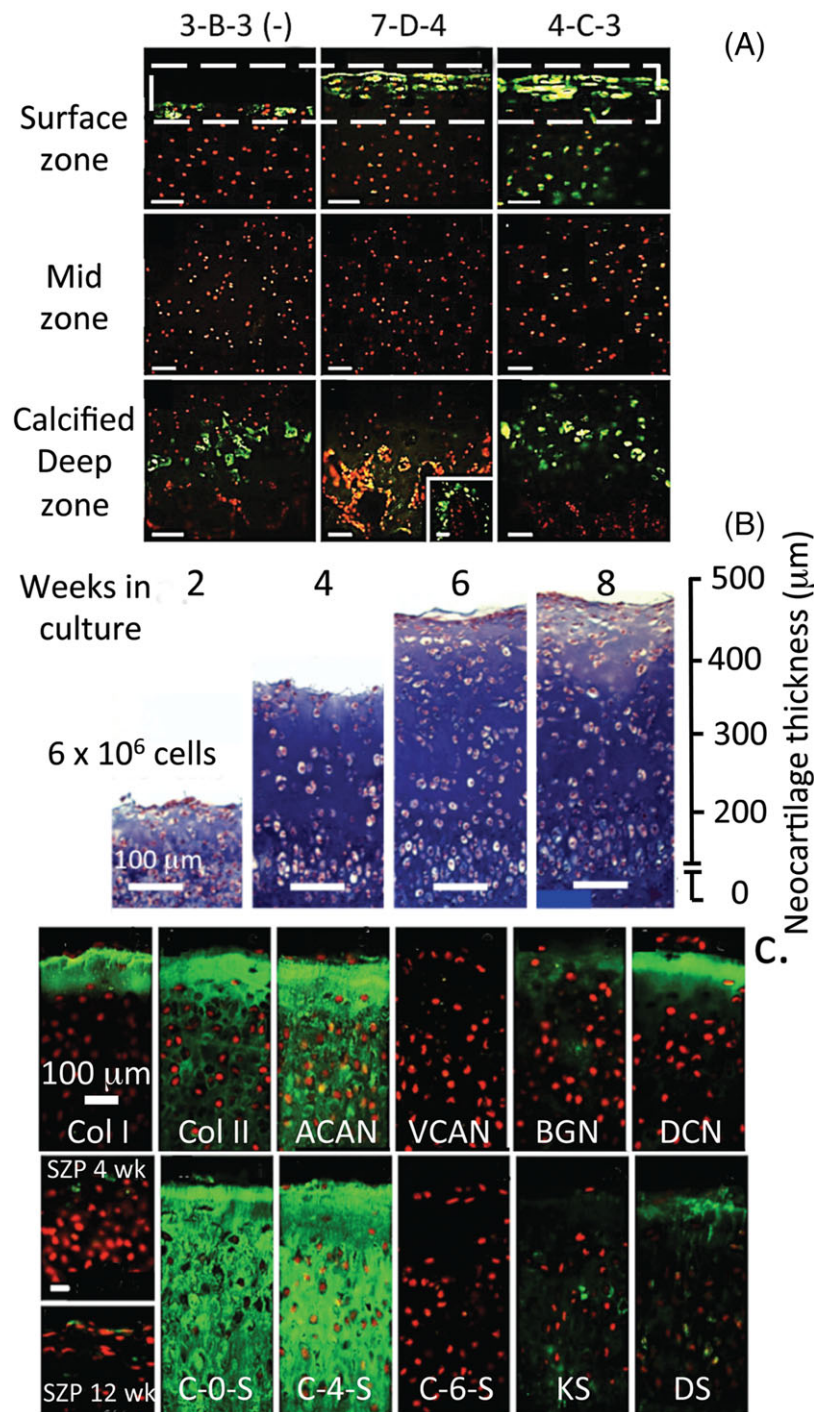 3-B-3 (-) 7-D-4 4-C-3 (A)
Surface
zone
Mid
zone
Calcified
Deep
zone
(B)
Weeks in
culture
2 4 6 8
6 x 10⁶ cells
100 μm
500
400
300
200
0
Neocartilage thickness (μm)
C.
100 μm
Col I Col II ACAN VCAN BGN DCN
SZP 4 wk
SZP 12 wk C-0-S C-4-S C-6-S KS DS